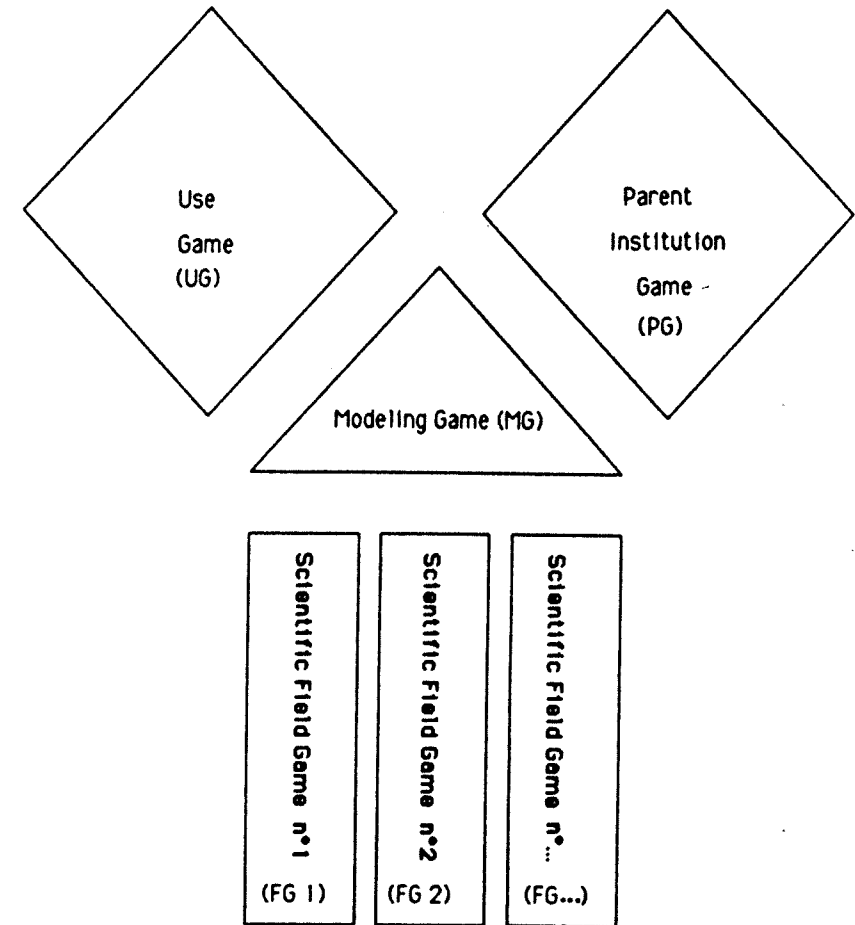 Use
Game
(UG)
Parent
Institution
Game
(PG)
Modeling Game (MG)
Scientific Field Game n°1
(FG 1)
Scientific Field Game n°2
(FG 2)
Scientific Field Game n°...
(FG...)